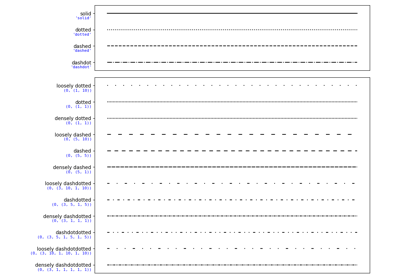 solid
'solid'
dotted
'dotted'
dashed
'dashed'
dashdot
'dashdot'
loosely dotted
(0, (1, 10))
dotted
(0, (1, 1))
densely dotted
(0, (1, 1))
loosely dashed
(0, (5, 10))
dashed
(0, (5, 5))
densely dashed
(0, (5, 1))
loosely dashdotted
(0, (3, 10, 1, 10))
dashdotted
(0, (3, 5, 1, 5))
densely dashdotted
(0, (3, 1, 1, 1))
dashdotdotted
(0, (3, 5, 1, 5, 1, 5))
loosely dashdotdotted
(0, (3, 10, 1, 10, 1, 10))
densely dashdotdotted
(0, (3, 1, 1, 1, 1, 1))